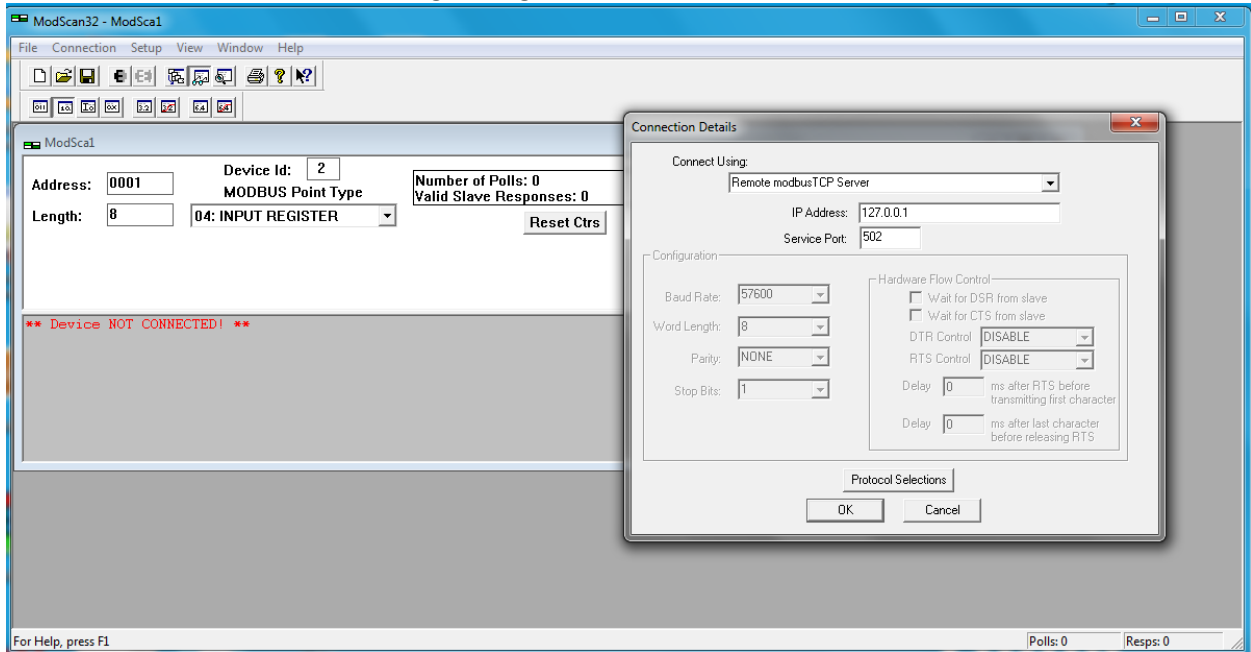 ModScan32 - ModSca1
File Connection Setup View Window Help
ModSca1
Address: 0001
Device Id: 2
MODBUS Point Type
Length: 8
04: INPUT REGISTER
Number of Polls: 0
Valid Slave Responses: 0
Reset Ctrs
** Device NOT CONNECTED! **
Connection Details
Connect Using:
Remote modbusTCP Server
IP Address: 127.0.0.1
Service Port: 502
Configuration
Baud Rate: 57600
Word Length: 8
Parity: NONE
Stop Bits: 1
Hardware Flow Control
Wait for DSR from slave
Wait for CTS from slave
DTR Control DISABLE
RTS Control DISABLE
Delay 0 ms after RTS before
transmitting first character
Delay 0 ms after last character
before releasing RTS
Protocol Selections
OK Cancel
For Help, press F1
Polls: 0 Resps: 0